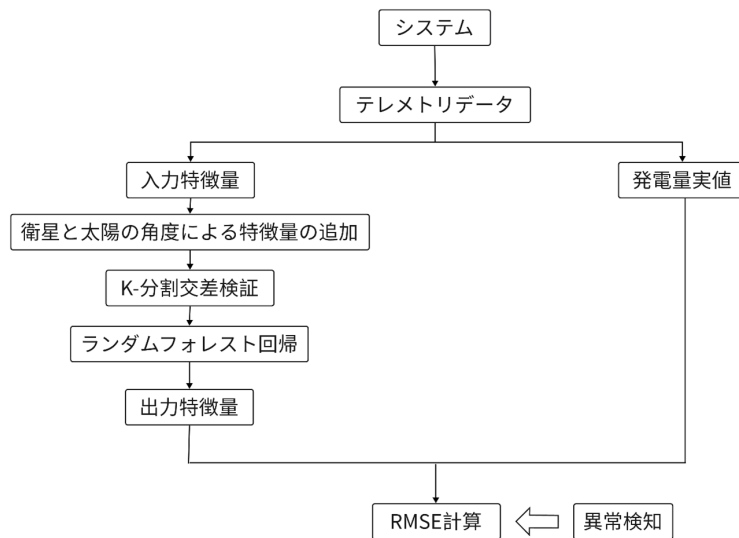 システム
テレメトリデータ
入力特徴量
発電量実値
衛星と太陽の角度による特徴量の追加
K-分割交差検証
ランダムフォレスト回帰
出力特徴量
RMSE計算
異常検知